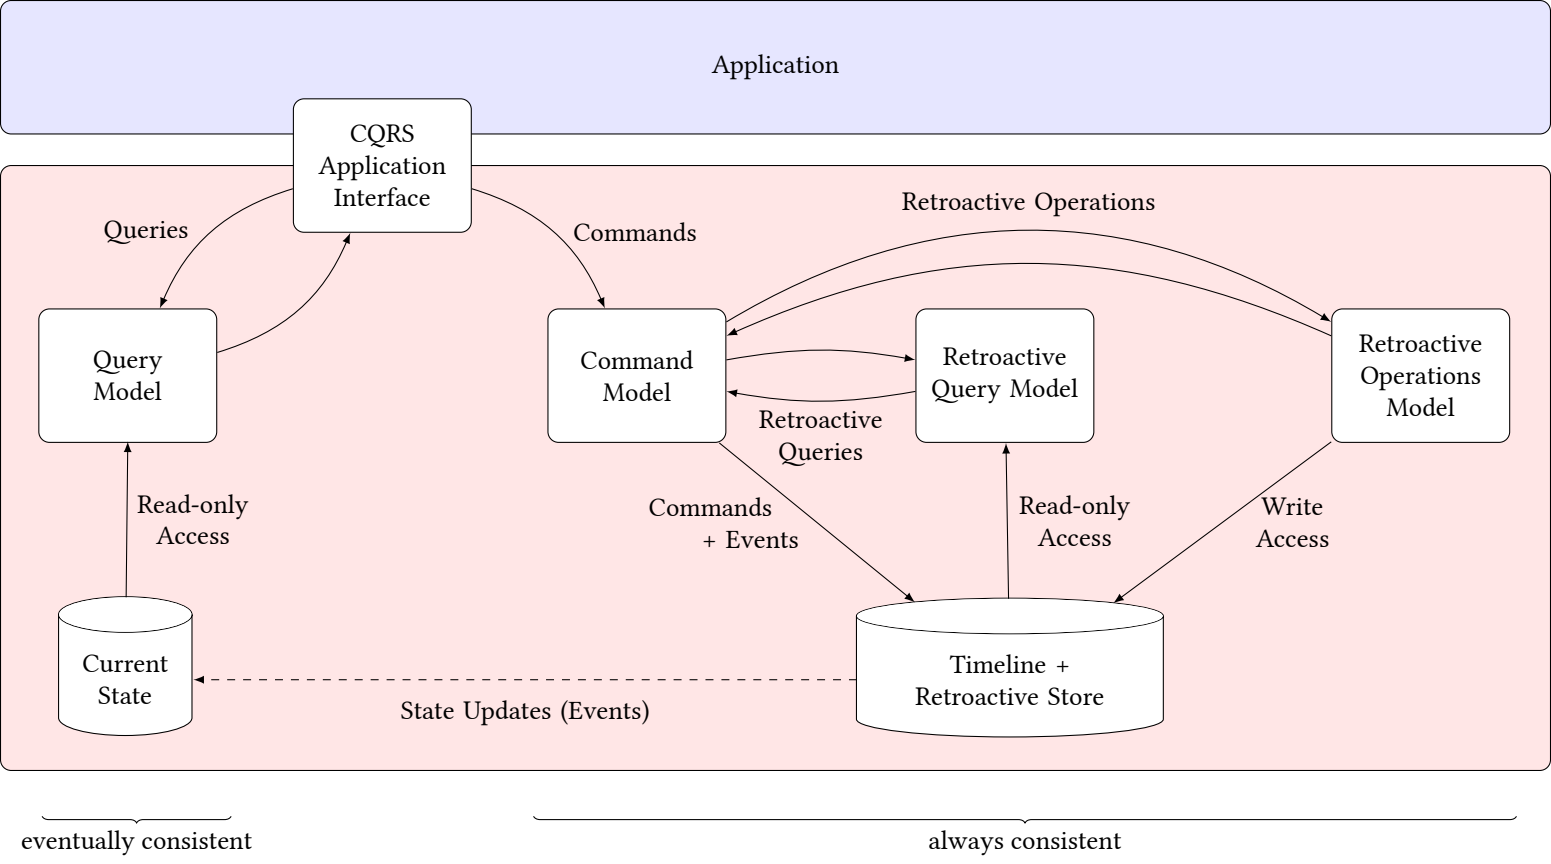 Application
CQRS
Application
Interface
Queries
Commands
Retroactive Operations
Query
Model
Command
Model
Retroactive
Query Model
Retroactive
Operations
Model
Retroactive
Queries
Read-only
Access
Commands
+ Events
Read-only
Access
Write
Access
Current
State
State Updates (Events)
Timeline +
Retroactive Store
eventually consistent
always consistent